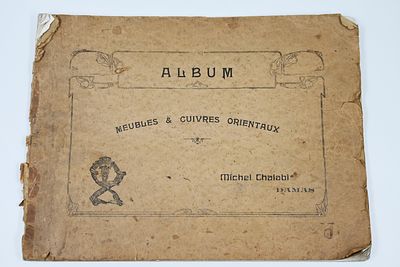 ALBUM
MEUBLES & CUIVRES ORIENTAUX
Michel Chalabi
DAMAS